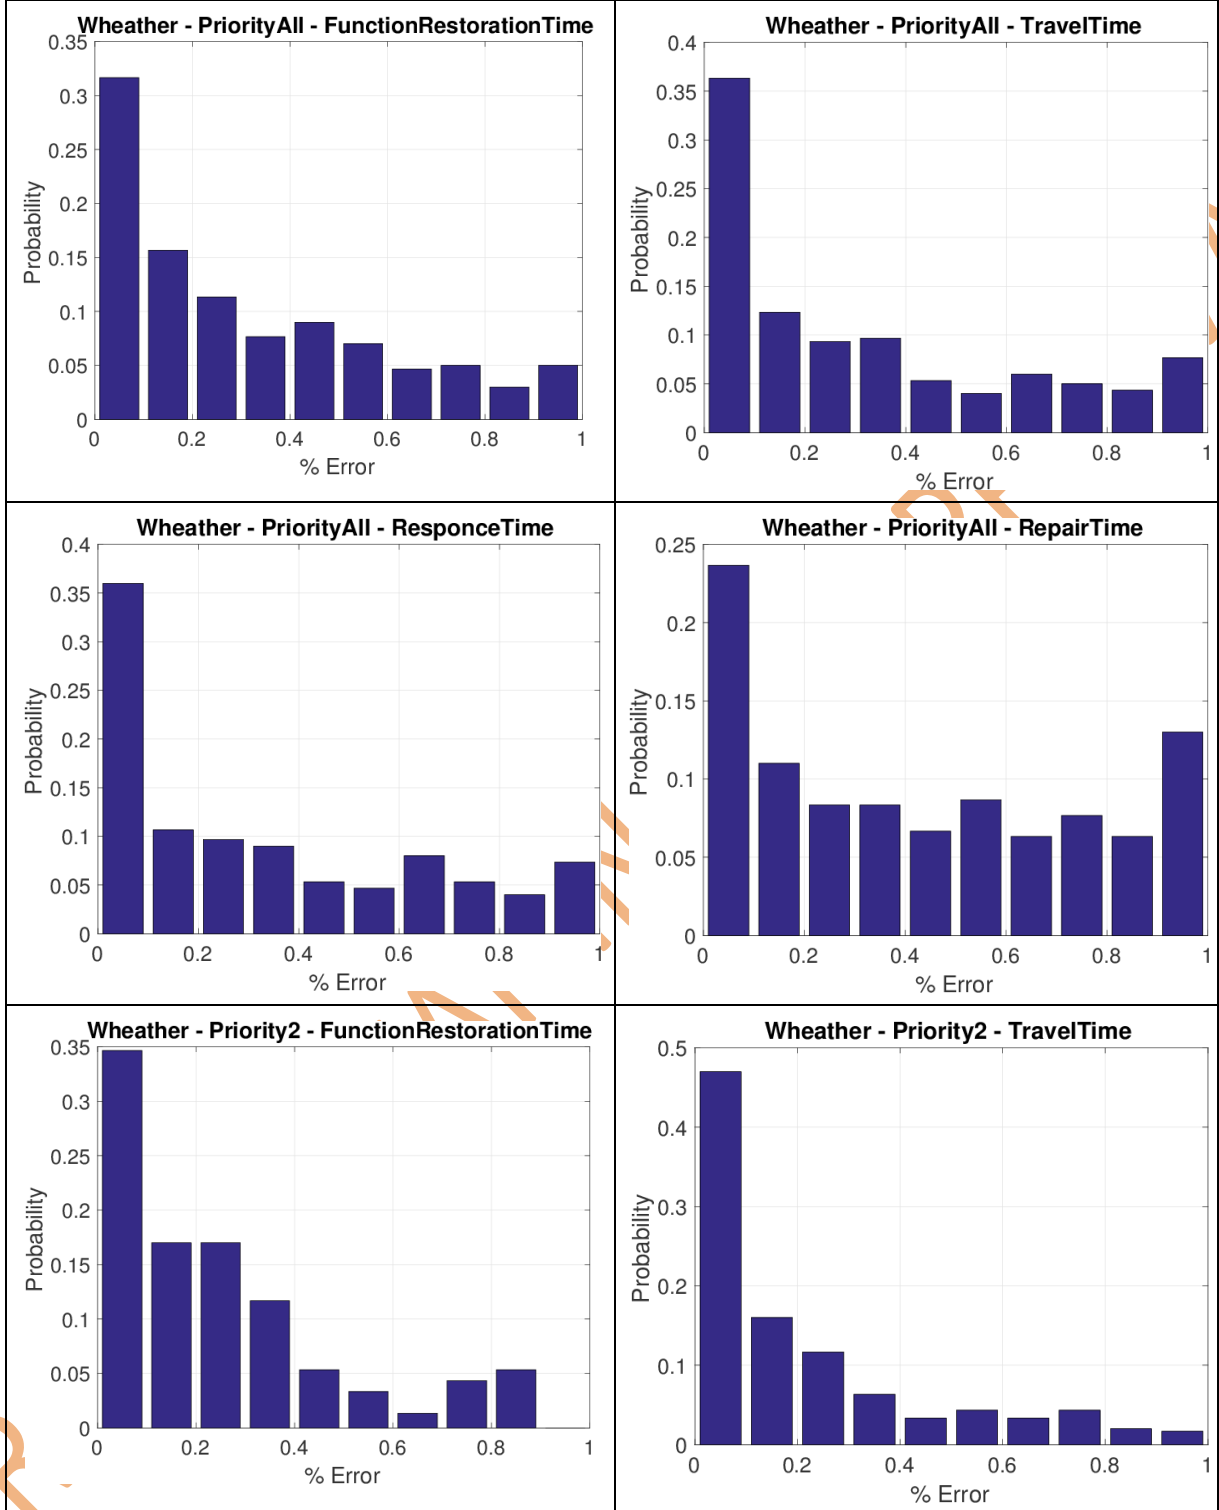 Wheather - PriorityAll - FunctionRestorationTime
0.35
0.3
0.25
0.2
0.15
0.1
0.05
0
Probability
0 0.2 0.4 0.6 0.8 1
% Error
Wheather - PriorityAll - TravelTime
0.4
0.35
0.3
0.25
0.2
0.15
0.1
0.05
0
Probability
0 0.2 0.4 0.6 0.8 1
% Error
Wheather - PriorityAll - ResponceTime
0.4
0.35
0.3
0.25
0.2
0.15
0.1
0.05
0
Probability
0 0.2 0.4 0.6 0.8 1
% Error
Wheather - PriorityAll - RepairTime
0.25
0.2
0.15
0.1
0.05
0
Probability
0 0.2 0.4 0.6 0.8 1
% Error
Wheather - Priority2 - FunctionRestorationTime
0.35
0.3
0.25
0.2
0.15
0.1
0.05
0
Probability
0 0.2 0.4 0.6 0.8 1
% Error
Wheather - Priority2 - TravelTime
0.5
0.4
0.3
0.2
0.1
0
Probability
0 0.2 0.4 0.6 0.8 1
% Error